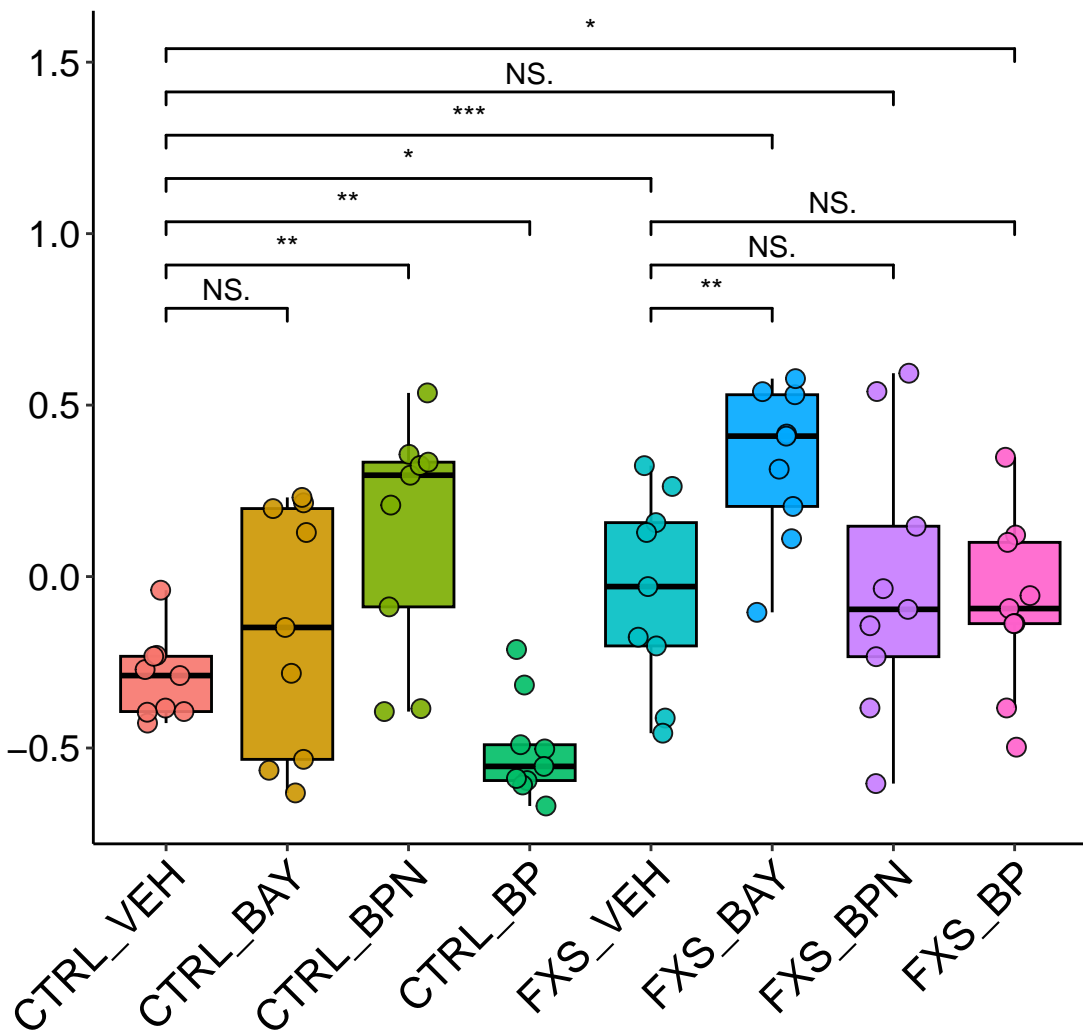 *
1.5
NS.
***
*
**
NS.
1.0
**
NS.
NS.
**
0.5
0.0
−0.5
CTRL_VEH
CTRL_BAY
CTRL_BPN
CTRL_BP
FXS_VEH
FXS_BAY
FXS_BPN
FXS_BP